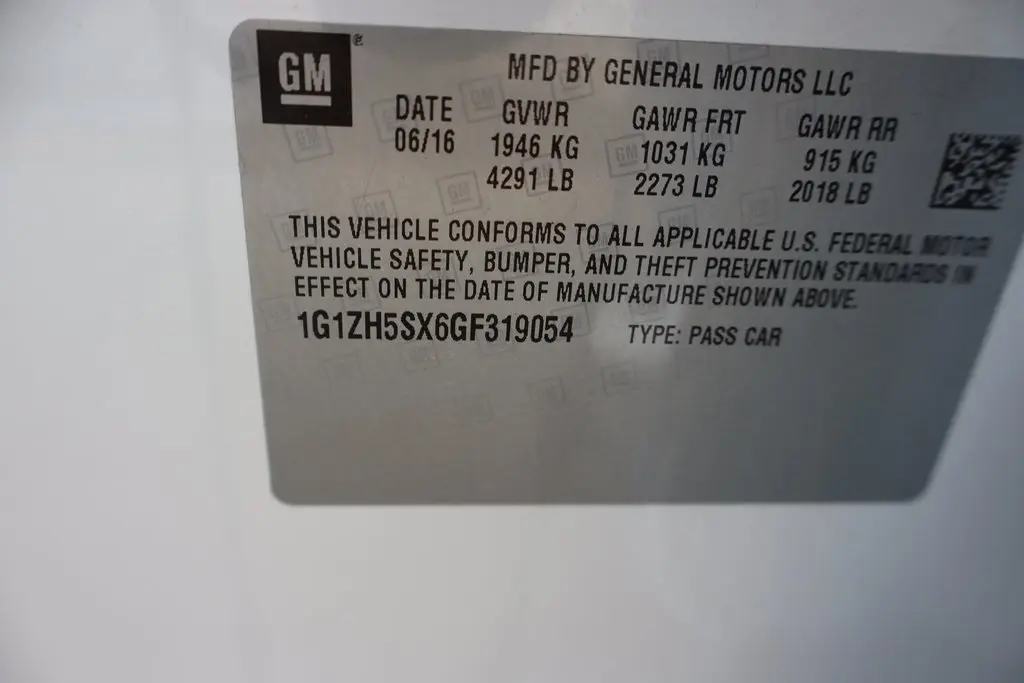 GM ®
MFD BY GENERAL MOTORS LLC
DATE GVWR GAWR FRT GAWR RR
06/16 1946 KG 1031 KG 915 KG
4291 LB 2273 LB 2018 LB
THIS VEHICLE CONFORMS TO ALL APPLICABLE U.S. FEDERAL MOTOR
VEHICLE SAFETY, BUMPER, AND THEFT PREVENTION STANDARDS IN
EFFECT ON THE DATE OF MANUFACTURE SHOWN ABOVE.
1G1ZH5SX6GF319054 TYPE: PASS CAR